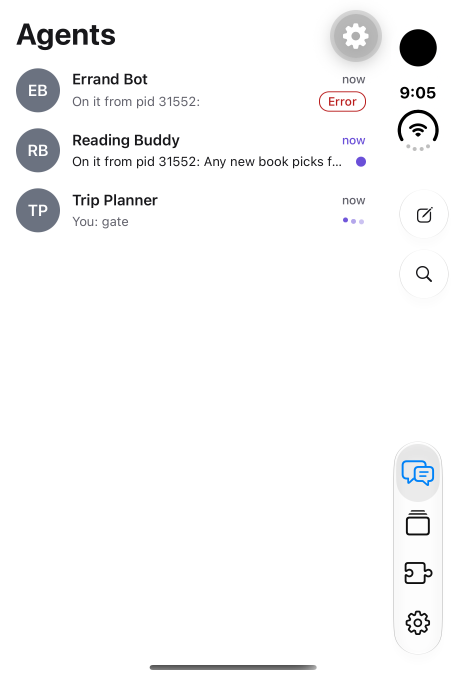 Agents
9:05
EB
Errand Bot
now
On it from pid 31552:
Error
RB
Reading Buddy
now
On it from pid 31552: Any new book picks f...
TP
Trip Planner
now
You: gate